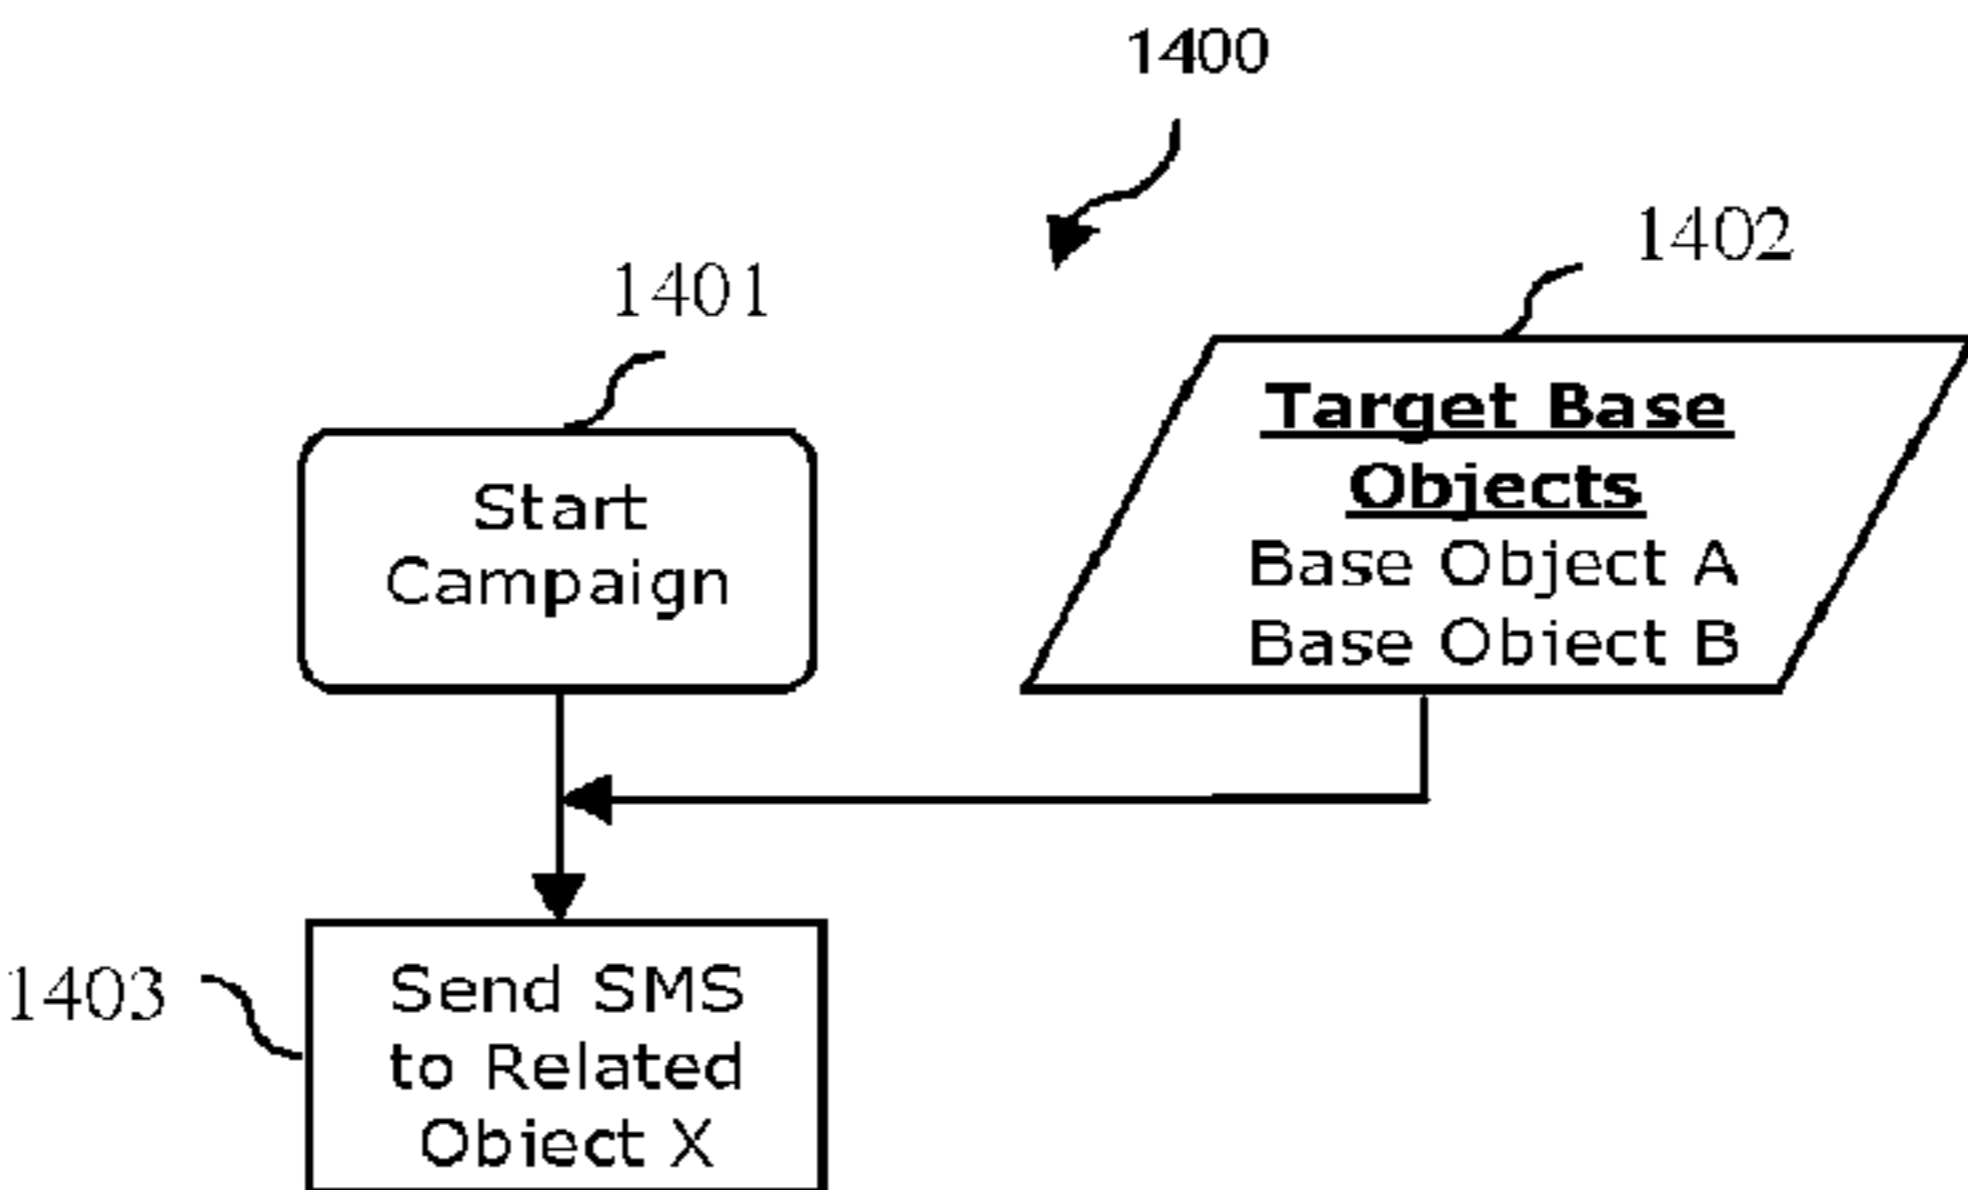 1400
1401
1402
Start
Campaign
Target Base
Objects
Base Object A
Base Object B
1403
Send SMS
to Related
Object X